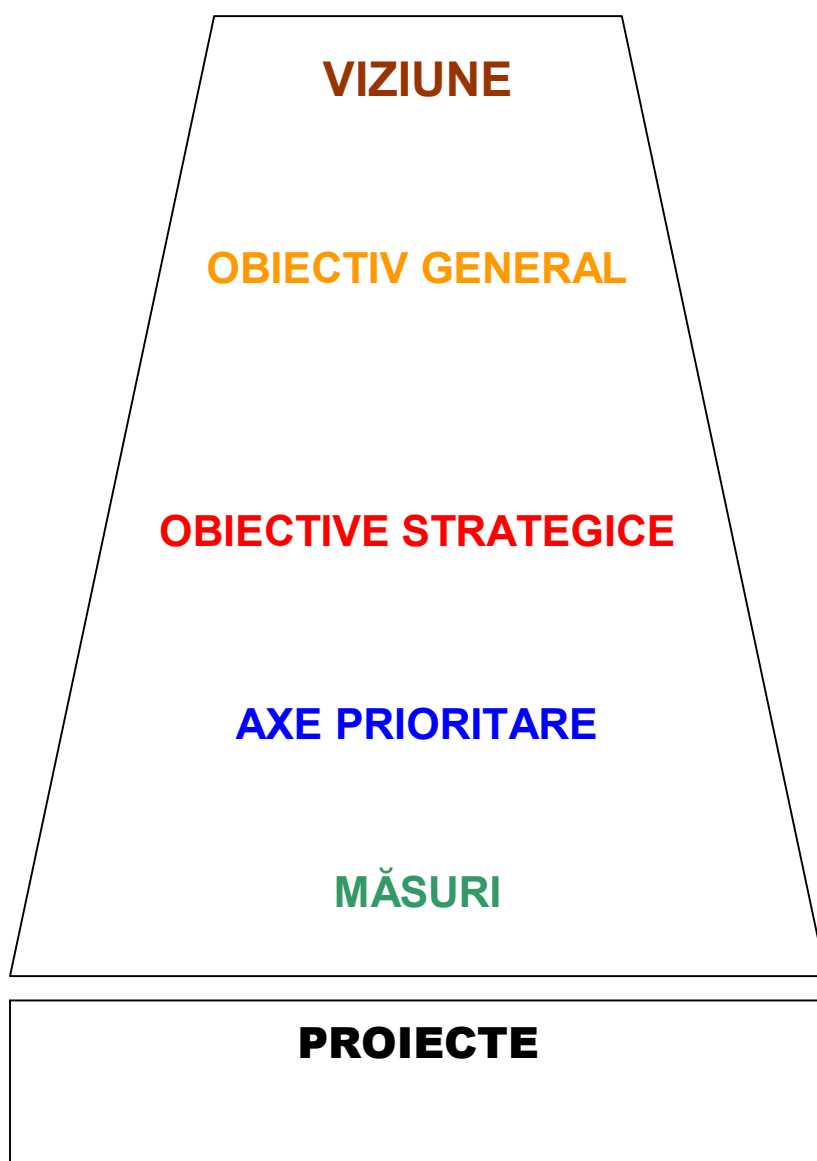 VIZIUNE
OBIECTIV GENERAL
OBIECTIVE STRATEGICE
AXE PRIORITARE
MĂSURI
PROIECTE